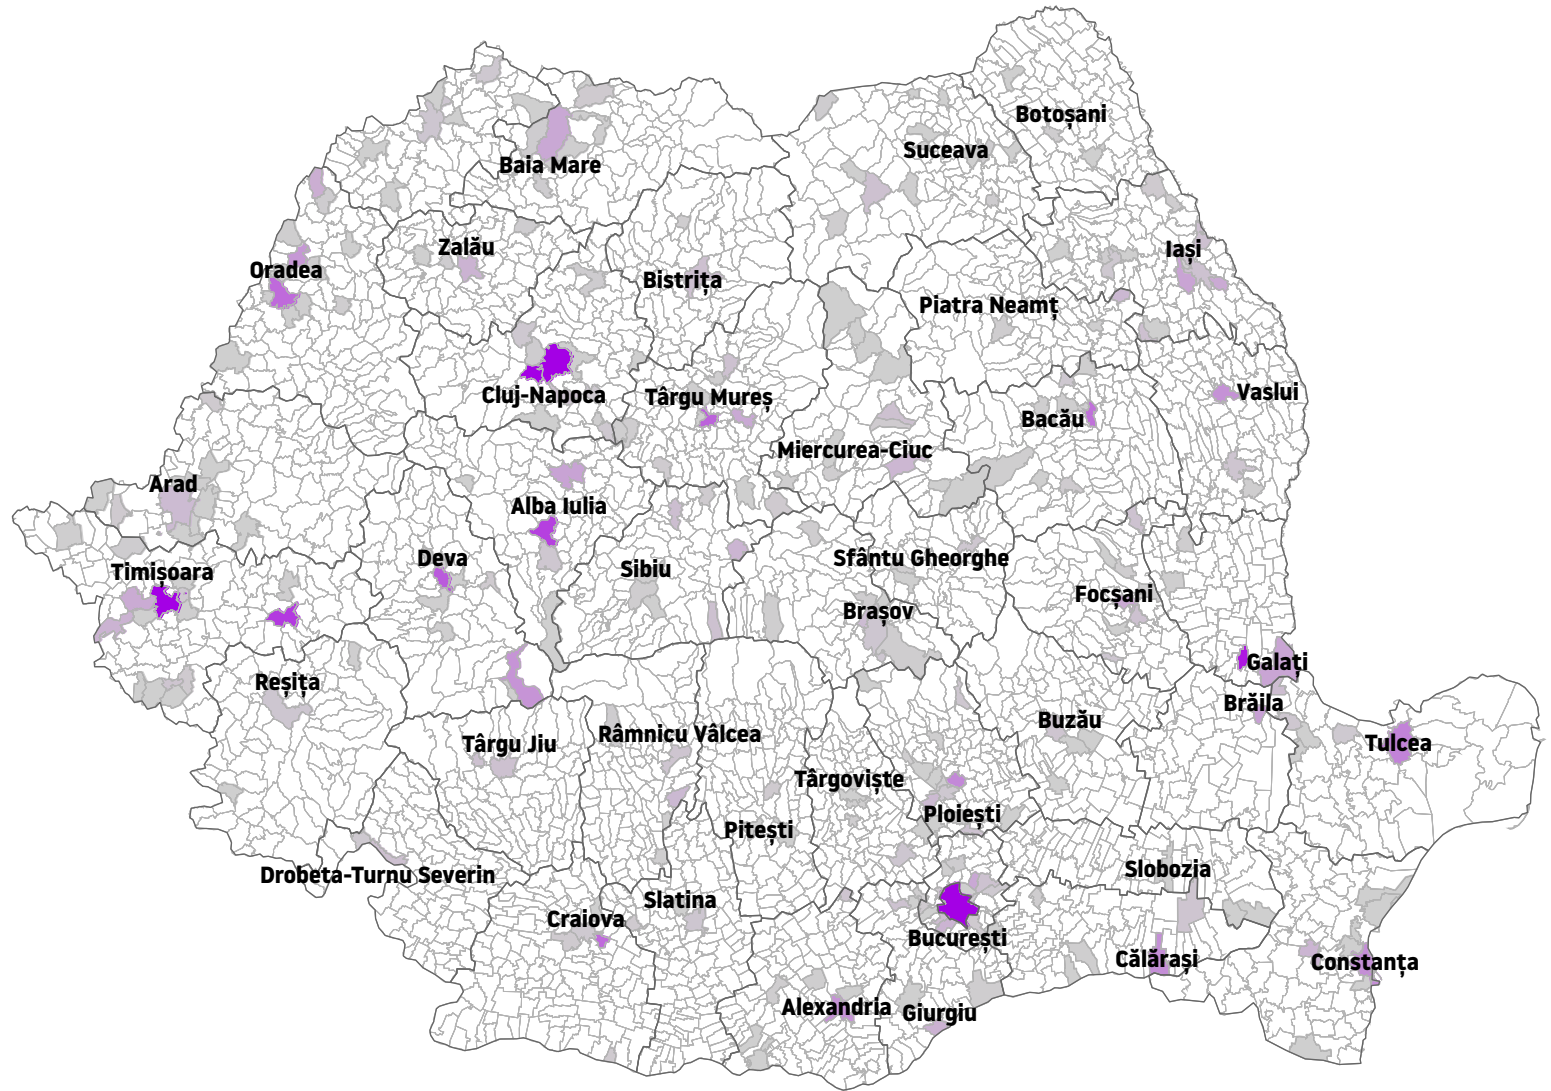 Botoșani
Suceava
Baia Mare
Zalău
Iași
Oradea
Bistrița
Piatra Neamț
Cluj-Napoca
Târgu Mureș
Vaslui
Bacău
Miercurea-Ciuc
Arad
Alba Iulia
Deva
Sfântu Gheorghe
Sibiu
Timișoara
Focșani
Brașov
Galați
Reșița
Brăila
Buzău
Râmnicu Vâlcea
Târgu Jiu
Tulcea
Târgoviște
Ploiești
Pitești
Slobozia
Drobeta-Turnu Severin
Slatina
Craiova
București
Călărași
Constanța
Alexandria
Giurgiu